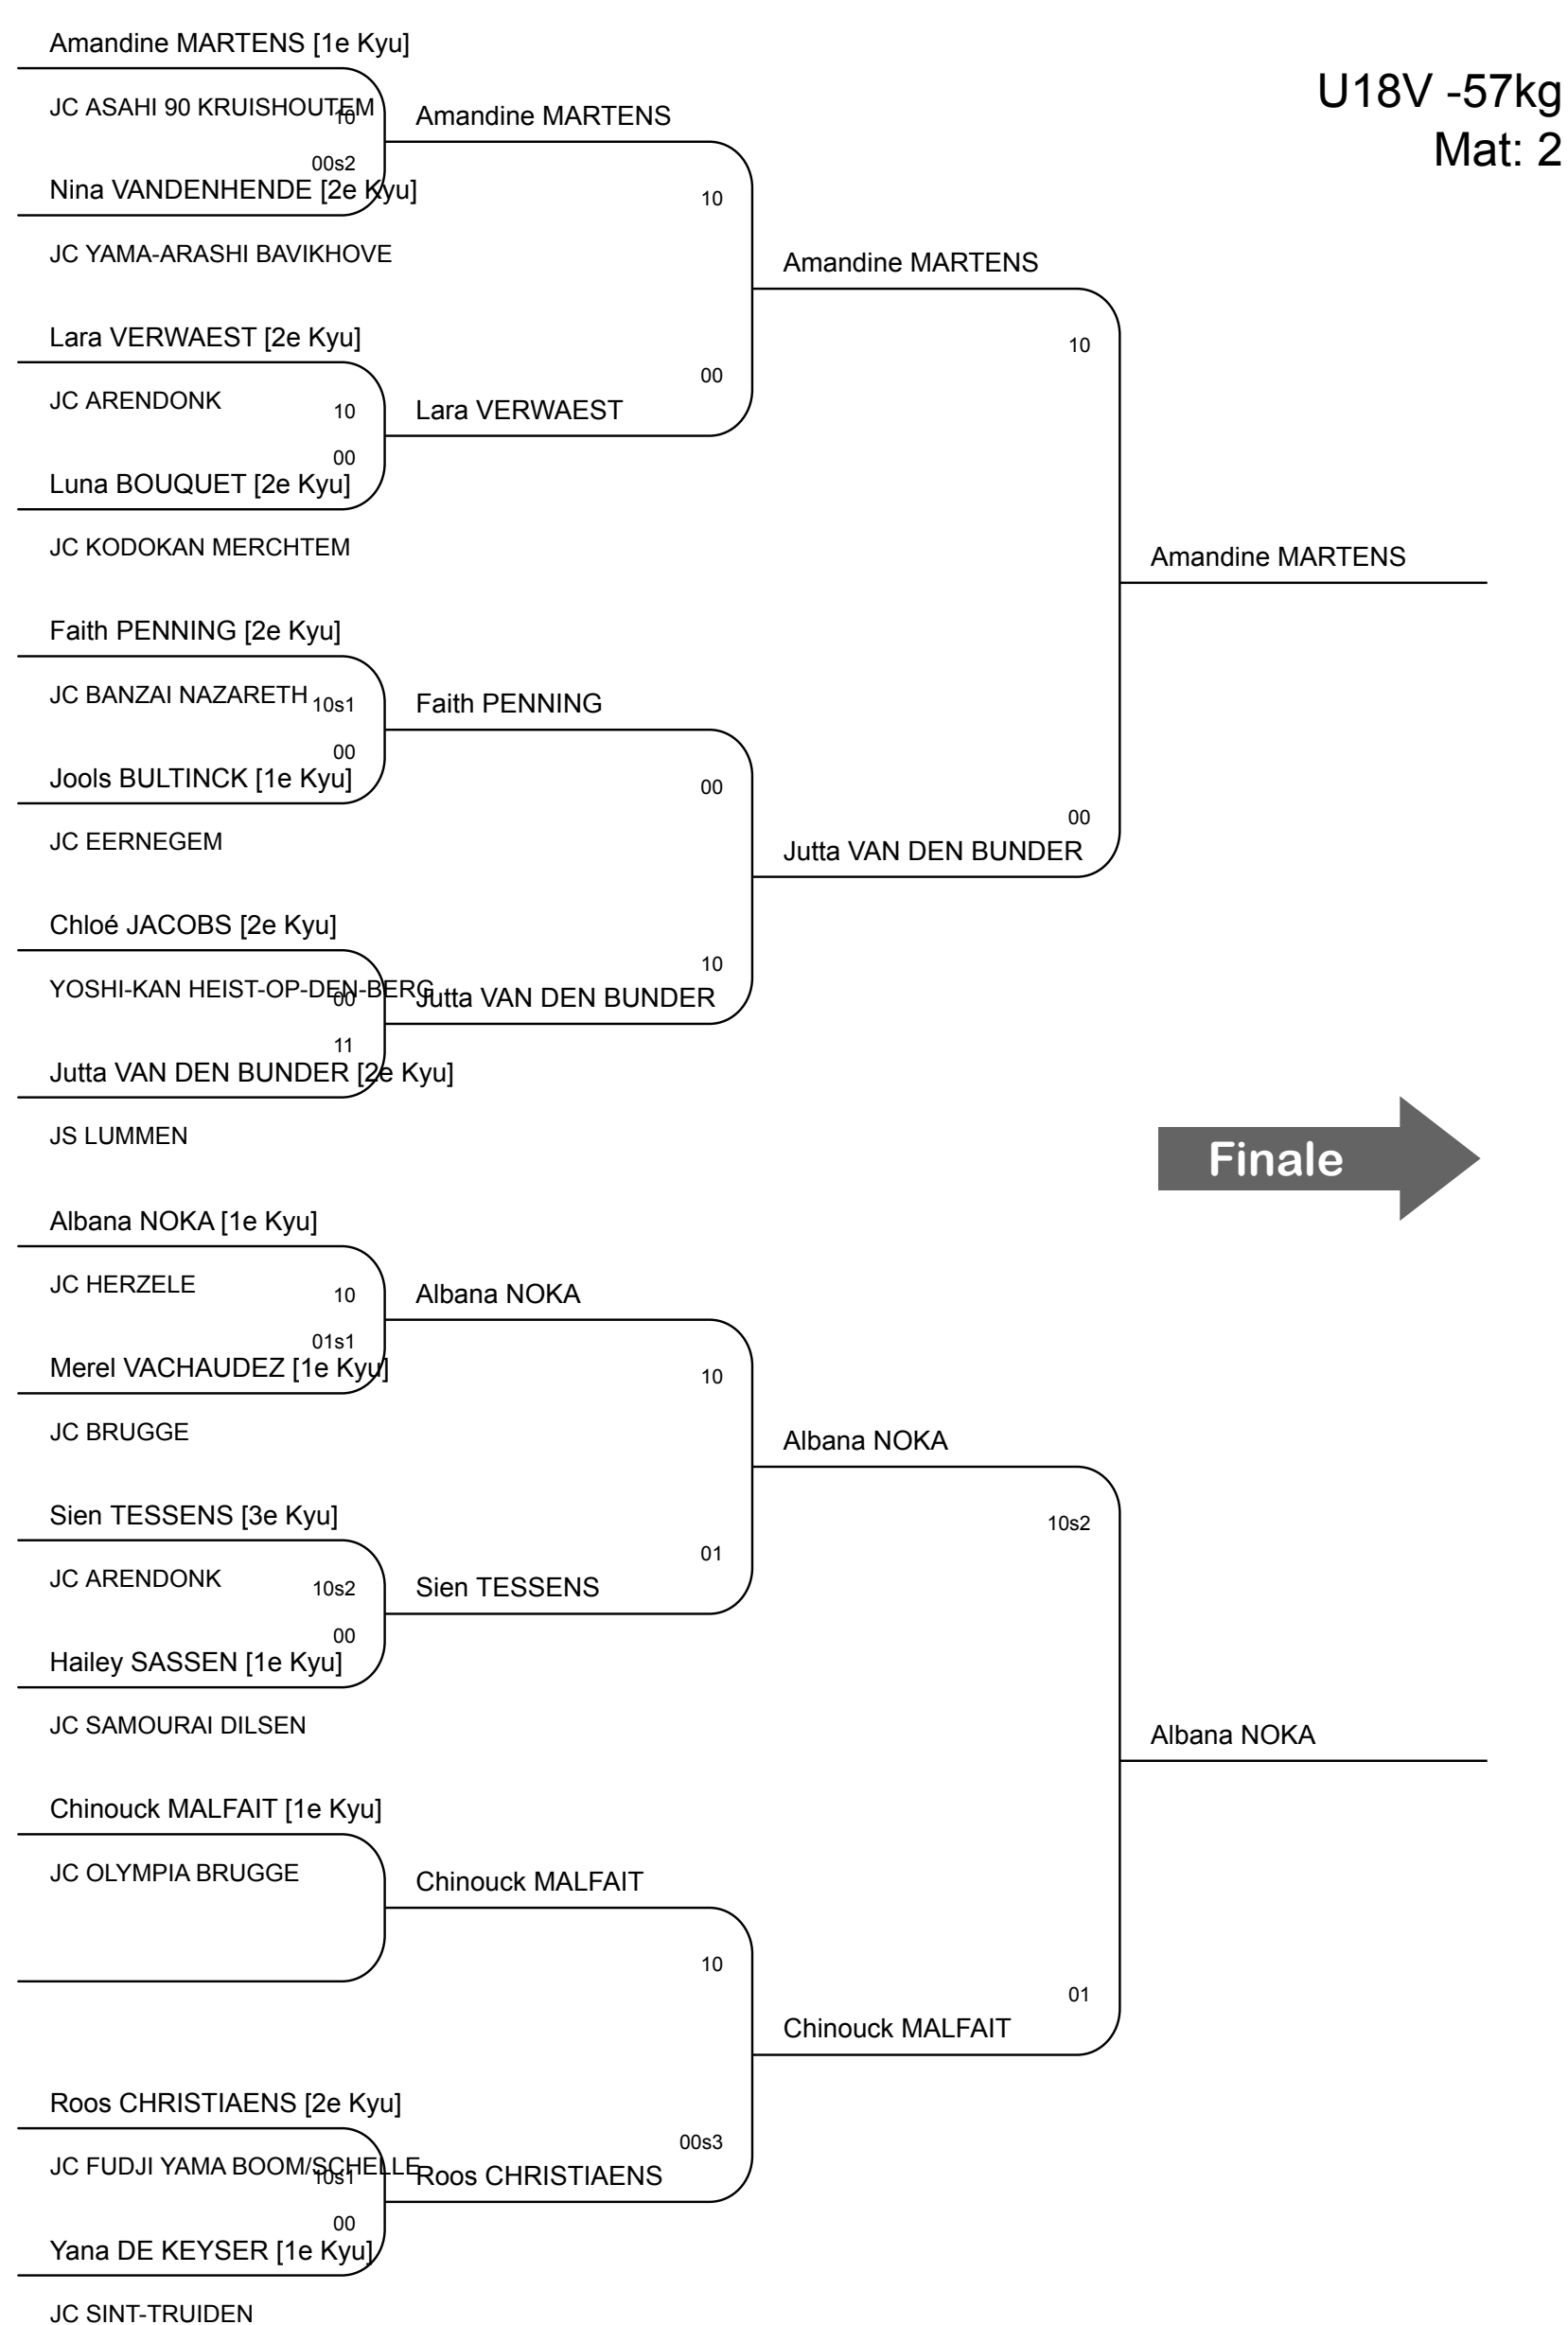 Amandine MARTENS [1e Kyu]
U18V -57kg
Mat: 2
JC ASAHI 90 KRUISHOUTEM
10
Amandine MARTENS
00s2
Nina VANDENHENDE [2e Kyu]
10
JC YAMA-ARASHI BAVIKHOVE
Amandine MARTENS
Lara VERWAEST [2e Kyu]
10
00
JC ARENDONK
10
Lara VERWAEST
00
Luna BOUQUET [2e Kyu]
JC KODOKAN MERCHTEM
Amandine MARTENS
Faith PENNING [2e Kyu]
JC BANZAI NAZARETH
10s1
Faith PENNING
00
Jools BULTINCK [1e Kyu]
00
00
JC EERNEGEM
Jutta VAN DEN BUNDER
Chloé JACOBS [2e Kyu]
10
YOSHI-KAN HEIST-OP-DEN-BERG
00
Jutta VAN DEN BUNDER
11
Jutta VAN DEN BUNDER [2e Kyu]
JS LUMMEN
Finale
Albana NOKA [1e Kyu]
JC HERZELE
10
Albana NOKA
01s1
Merel VACHAUDEZ [1e Kyu]
10
JC BRUGGE
Albana NOKA
Sien TESSENS [3e Kyu]
10s2
01
JC ARENDONK
10s2
Sien TESSENS
00
Hailey SASSEN [1e Kyu]
JC SAMOURAI DILSEN
Albana NOKA
Chinouck MALFAIT [1e Kyu]
JC OLYMPIA BRUGGE
Chinouck MALFAIT
10
01
Chinouck MALFAIT
Roos CHRISTIAENS [2e Kyu]
00s3
JC FUDJI YAMA BOOM/SCHELLE
10s1
Roos CHRISTIAENS
00
Yana DE KEYSER [1e Kyu]
JC SINT-TRUIDEN